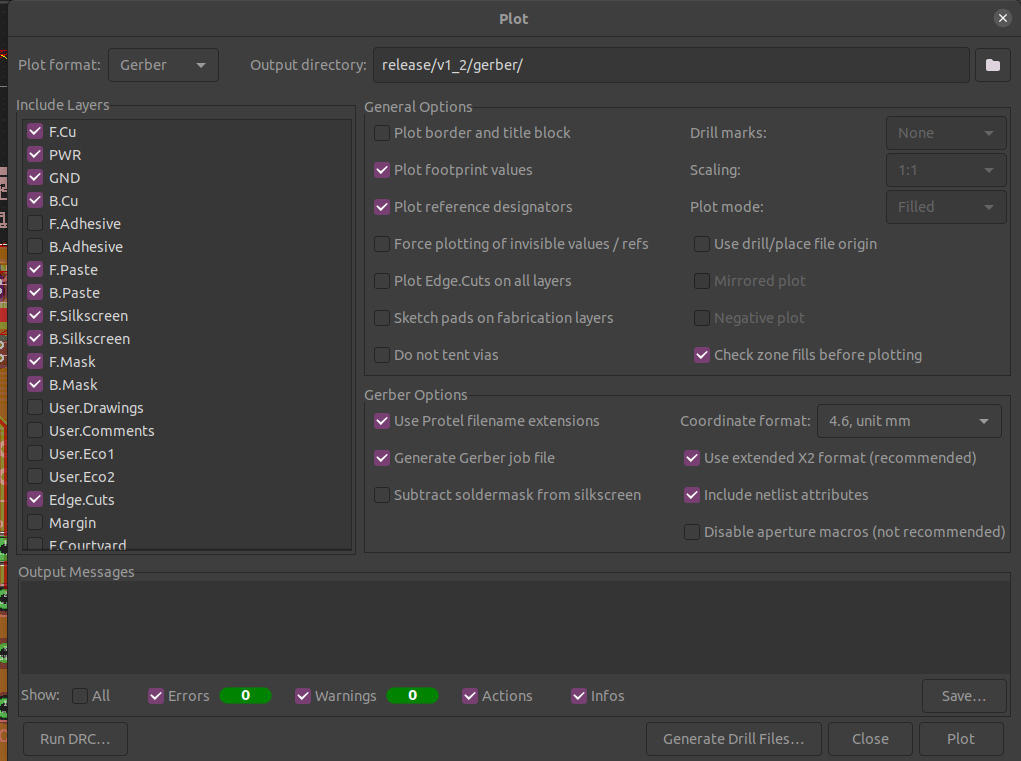 Plot
Plot format: Gerber Output directory: release/v1_2/gerber/
Include Layers
F.Cu
PWR
GND
B.Cu
F.Adhesive
B.Adhesive
F.Paste
B.Paste
F.Silkscreen
B.Silkscreen
F.Mask
B.Mask
User.Drawings
User.Comments
User.Eco1
User.Eco2
Edge.Cuts
Margin
F.Courtyard
General Options
Plot border and title block Drill marks: None
Plot footprint values Scaling: 1:1
Plot reference designators Plot mode: Filled
Force plotting of invisible values / refs Use drill/place file origin
Plot Edge.Cuts on all layers Mirrored plot
Sketch pads on fabrication layers Negative plot
Do not tent vias Check zone fills before plotting
Gerber Options
Use Protel filename extensions Coordinate format: 4.6, unit mm
Generate Gerber job file Use extended X2 format (recommended)
Subtract soldermask from silkscreen Include netlist attributes
Disable aperture macros (not recommended)
Output Messages
Show: All Errors 0 Warnings 0 Actions Infos Save...
Run DRC... Generate Drill Files... Close Plot